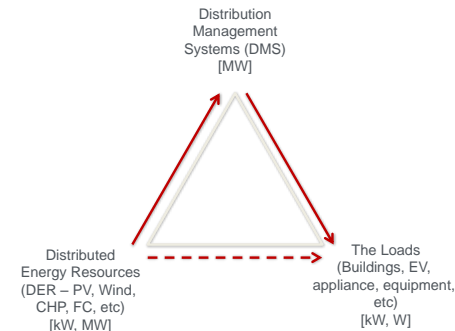 Distribution
Management
Systems (DMS)
[MW]
Distributed
Energy Resources
(DER – PV, Wind,
CHP, FC, etc)
[kW, MW]
The Loads
(Buildings, EV,
appliance, equipment,
etc)
[kW, W]